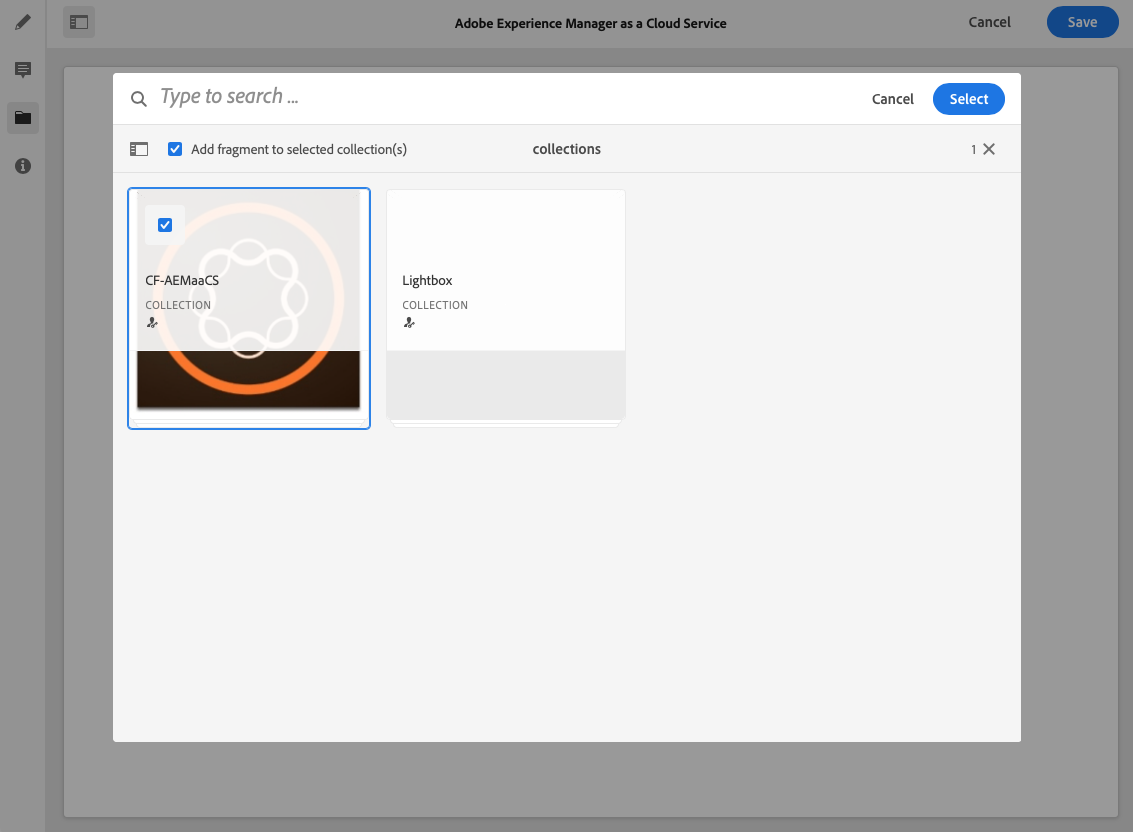 Adobe Experience Manager as a Cloud Service
Cancel
Save
Type to search ...
Cancel
Select
Add fragment to selected collection(s)
collections
1
CF-AEMaaCS
COLLECTION
Lightbox
COLLECTION